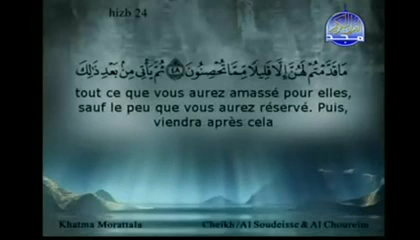 hizb 24
مجد
مَا قَدَّمْتُمْ لَهُنَّ إِلَّا قَلِيلًا مِّمَّا تُحْصِنُونَ ﴿٤٨﴾ ثُمَّ يَأْتِي مِنْ بَعْدِ ذَٰلِكَ
tout ce que vous aurez amassé pour elles,
sauf le peu que vous aurez réservé. Puis,
viendra après cela
Khatma Morattala
Cheikh / Al Soudeisse & Al Choureim